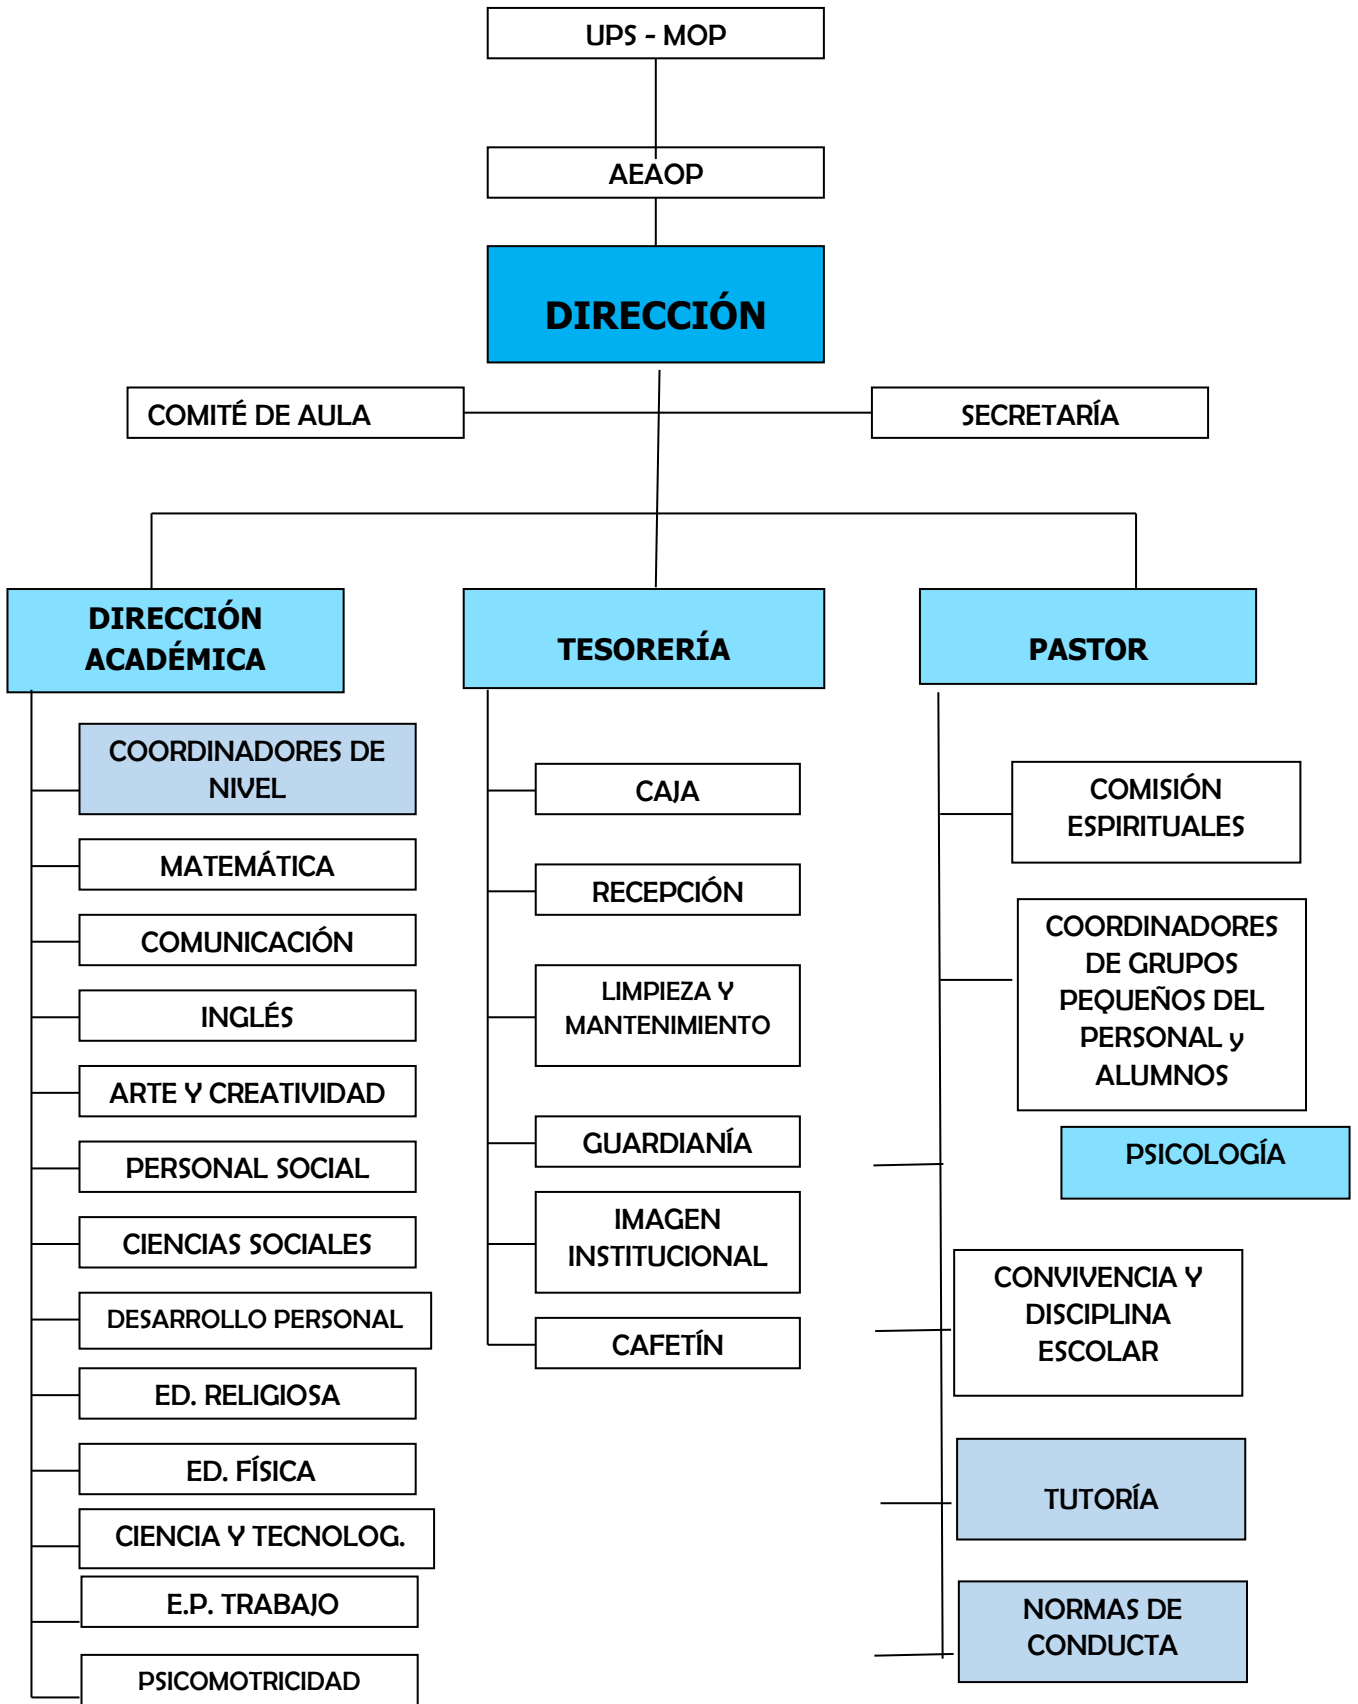 UPS - MOP
AEAOP
DIRECCIÓN
COMITÉ DE AULA
SECRETARÍA
DIRECCIÓN
ACADÉMICA
TESORERÍA
PASTOR
COORDINADORES DE
NIVEL
MATEMÁTICA
COMUNICACIÓN
INGLÉS
ARTE Y CREATIVIDAD
PERSONAL SOCIAL
CIENCIAS SOCIALES
DESARROLLO PERSONAL
ED. RELIGIOSA
ED. FÍSICA
CIENCIA Y TECNOLOG.
E.P. TRABAJO
PSICOMOTRICIDAD
CAJA
RECEPCIÓN
LIMPIEZA Y
MANTENIMIENTO
GUARDIANÍA
IMAGEN
INSTITUCIONAL
CAFETÍN
COMISIÓN
ESPIRITUALES
COORDINADORES
DE GRUPOS
PEQUEÑOS DEL
PERSONAL y
ALUMNOS
PSICOLOGÍA
CONVIVENCIA Y
DISCIPLINA
ESCOLAR
TUTORÍA
NORMAS DE
CONDUCTA